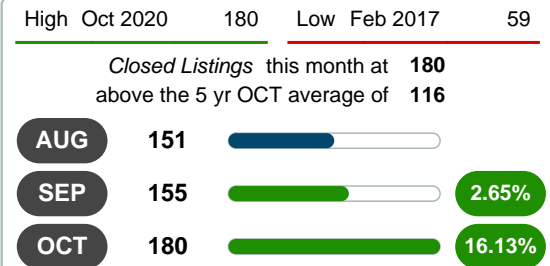 High Oct 2020 180 Low Feb 2017 59
Closed Listings this month at 180
above the 5 yr OCT average of 116
AUG 151
SEP 155 2.65%
OCT 180 16.13%